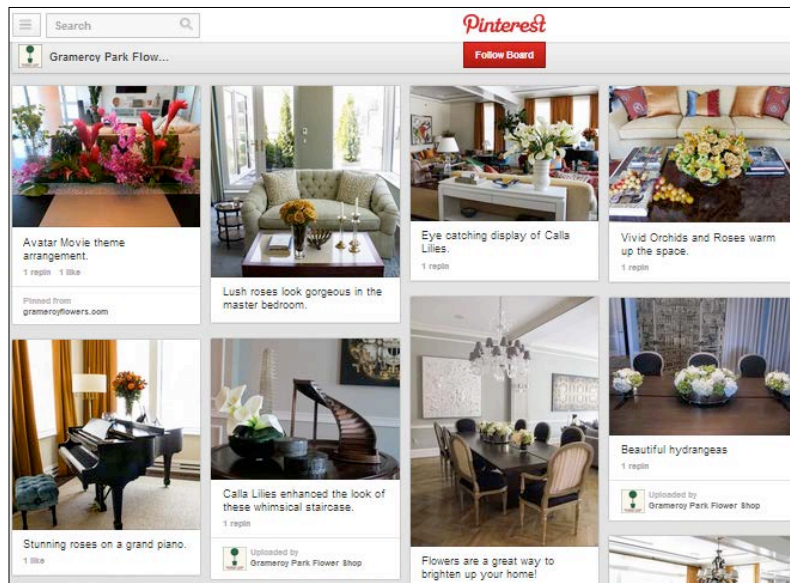 Search
Pinterest
Gramercy Park Flow...
Follow Board
Avatar Movie theme
arrangement.
1 repin 1 like
Pinned from
gramercyflowers.com
Lush roses look gorgeous in the
master bedroom.
Eye catching display of Calla
Lilies.
1 repin
Vivid Orchids and Roses warm
up the space.
1 repin
Stunning roses on a grand piano.
1 like
Calla Lilies enhanced the look of
these whimsical staircase.
1 repin
Uploaded by
Gramercy Park Flower Shop
Flowers are a great way to
brighten up your home!
Beautiful hydrangeas
1 repin
Uploaded by
Gramercy Park Flower Shop